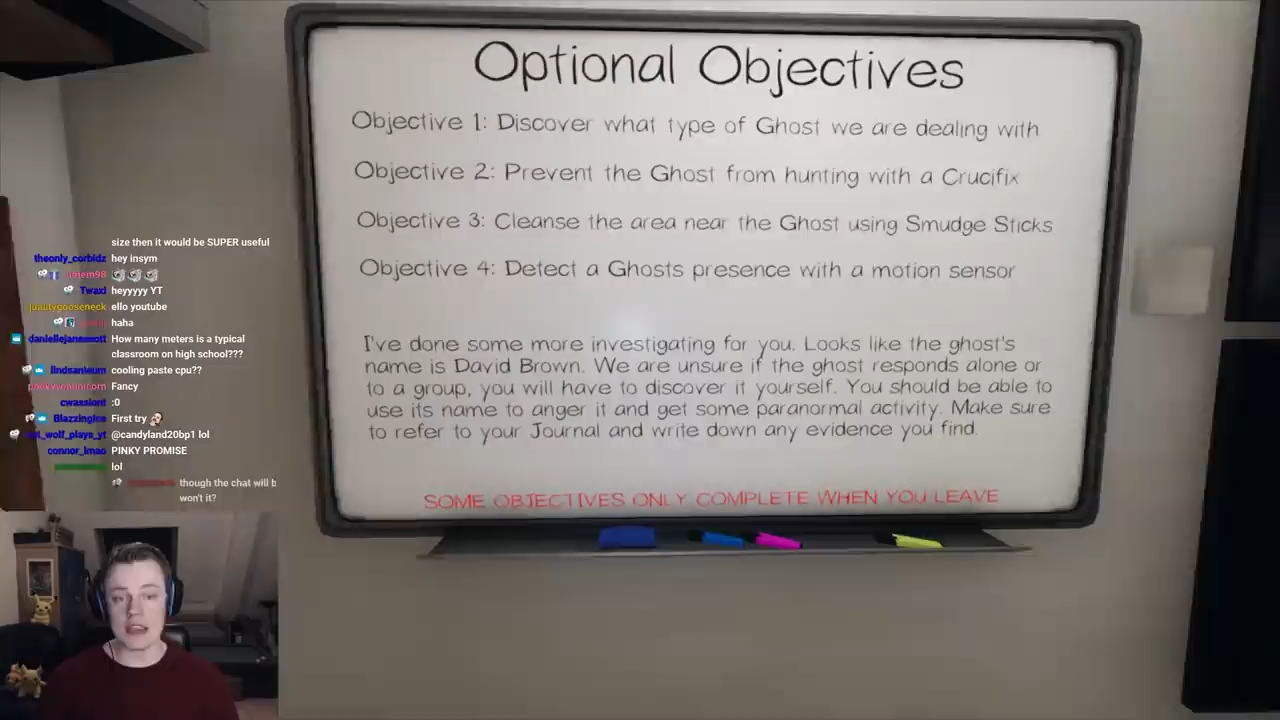 Optional Objectives
Objective 1: Discover what type of Ghost we are dealing with
Objective 2: Prevent the Ghost from hunting with a Crucifix
Objective 3: Cleanse the area near the Ghost using Smudge Sticks
Objective 4: Detect a Ghosts presence with a motion sensor
I've done some more investigating for you. Looks like the ghost's
name is David Brown. We are unsure if the ghost responds alone or
to a group, you will have to discover it yourself. You should be able to
use its name to anger it and get some paranormal activity. Make sure
to refer to your Journal and write down any evidence you find.
SOME OBJECTIVES ONLY COMPLETE WHEN YOU LEAVE
size then it would be SUPER useful
theonly_corbidz hey insym
Twaxl heyyyyy YT
ello youtube
haha
daniellejanemott How many meters is a typical
classroom on high school???
lindsanieum cooling paste cpu??
Fancy
cwassiont :0
BlazzingIce First try
@candyland20bp1 lol
connor_lmao PINKY PROMISE
lol
though the chat will b
won't it?